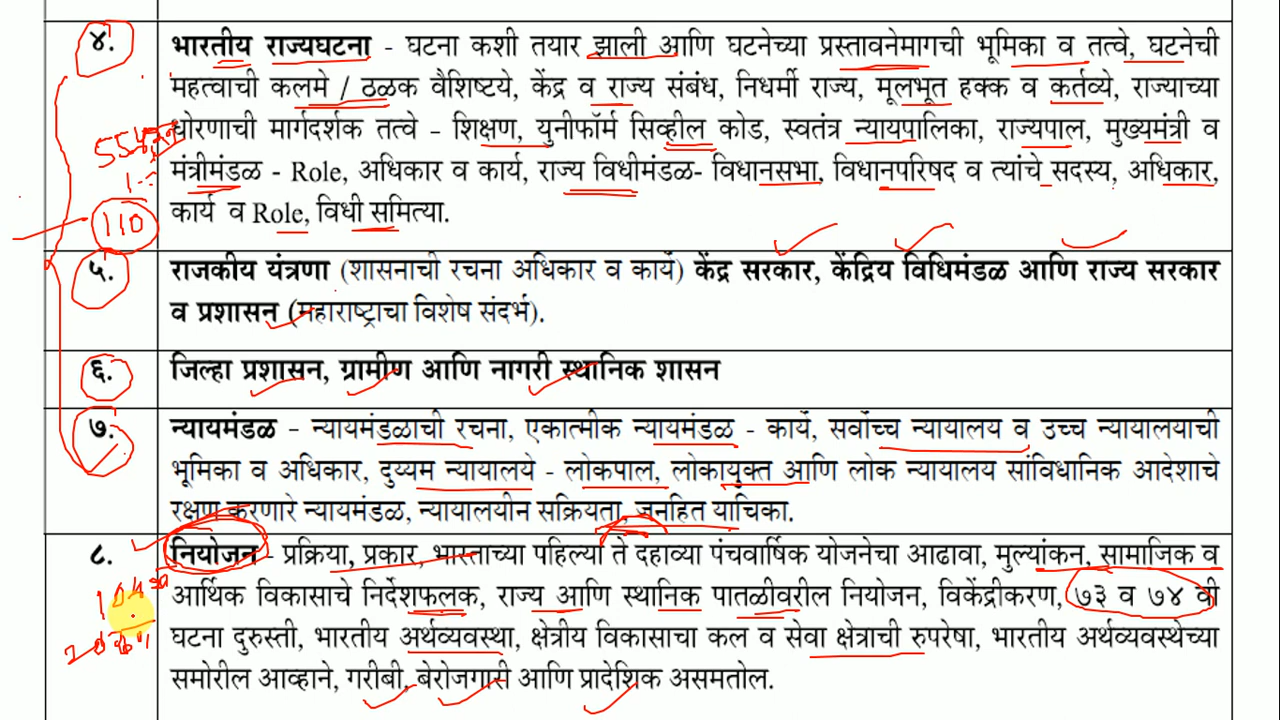 ४.
भारतीय राज्यघटना - घटना कशी तयार झाली आणि घटनेच्या प्रस्तावनेमागची भूमिका व तत्वे, घटनेची
महत्वाची कलमे / ठळक वैशिष्टये, केंद्र व राज्य संबंध, निधर्मी राज्य, मूलभूत हक्क व कर्तव्ये, राज्याच्या
धोरणाची मार्गदर्शक तत्वे – शिक्षण, युनीफॉर्म सिव्हील कोड, स्वतंत्र न्यायपालिका, राज्यपाल, मुख्यमंत्री व
मंत्रीमंडळ - Role, अधिकार व कार्य, राज्य विधीमंडळ- विधानसभा, विधानपरिषद व त्यांचे सदस्य, अधिकार,
कार्य व Role, विधी समित्या.
110
५.
राजकीय यंत्रणा (शासनाची रचना अधिकार व कार्ये) केंद्र सरकार, केंद्रिय विधिमंडळ आणि राज्य सरकार
व प्रशासन (महाराष्ट्राचा विशेष संदर्भ).
६.
जिल्हा प्रशासन, ग्रामीण आणि नागरी स्थानिक शासन
७.
न्यायमंडळ – न्यायमंडळाची रचना, एकात्मीक न्यायमंडळ - कार्ये, सर्वोच्च न्यायालय व उच्च न्यायालयाची
भूमिका व अधिकार, दुय्यम न्यायालये - लोकपाल, लोकायुक्त आणि लोक न्यायालय सांविधानिक आदेशाचे
रक्षण करणारे न्यायमंडळ, न्यायालयीन सक्रियता, जनहित याचिका.
८.
नियोजन - प्रक्रिया, प्रकार, भारताच्या पहिल्या ते दहाव्या पंचवार्षिक योजनेचा आढावा, मुल्यांकन, सामाजिक व
आर्थिक विकासाचे निर्देशफलक, राज्य आणि स्थानिक पातळीवरील नियोजन, विकेंद्रीकरण, ७३ व ७४ वी
घटना दुरुस्ती, भारतीय अर्थव्यवस्था, क्षेत्रीय विकासाचा कल व सेवा क्षेत्राची रुपरेषा, भारतीय अर्थव्यवस्थेच्या
समोरील आव्हाने, गरीबी, बेरोजगारी आणि प्रादेशिक असमतोल.